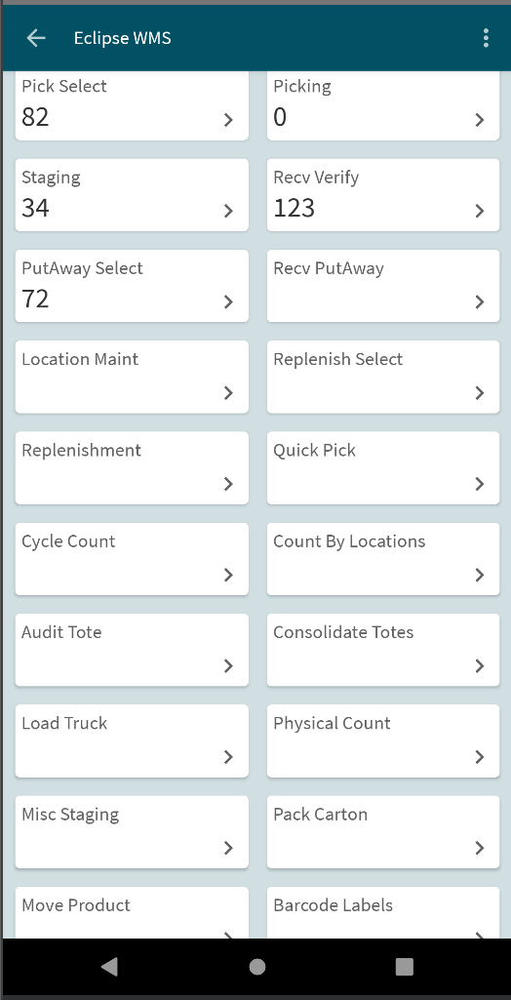 Eclipse WMS
Pick Select
82
Picking
0
Staging
34
Recv Verify
123
PutAway Select
72
Recv PutAway
Location Maint
Replenish Select
Replenishment
Quick Pick
Cycle Count
Count By Locations
Audit Tote
Consolidate Totes
Load Truck
Physical Count
Misc Staging
Pack Carton
Move Product
Barcode Labels